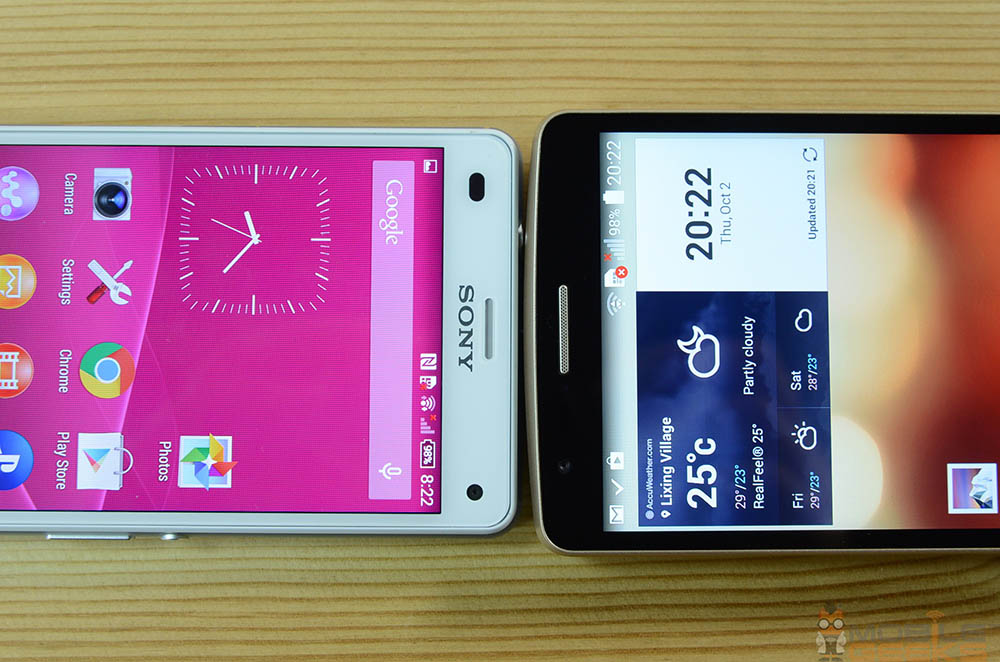 SONY
8:22
98%
Google
Photos
Camera
Settings
Chrome
Play Store
98% 20:22
20:22
Thu, Oct 2
Updated 20:21
AccuWeather.com
Lixing Village
25°c
29°/23°
RealFeel® 25°
Partly cloudy
Fri
29°/23°
Sat
28°/23°
MOBILE
GEEKS